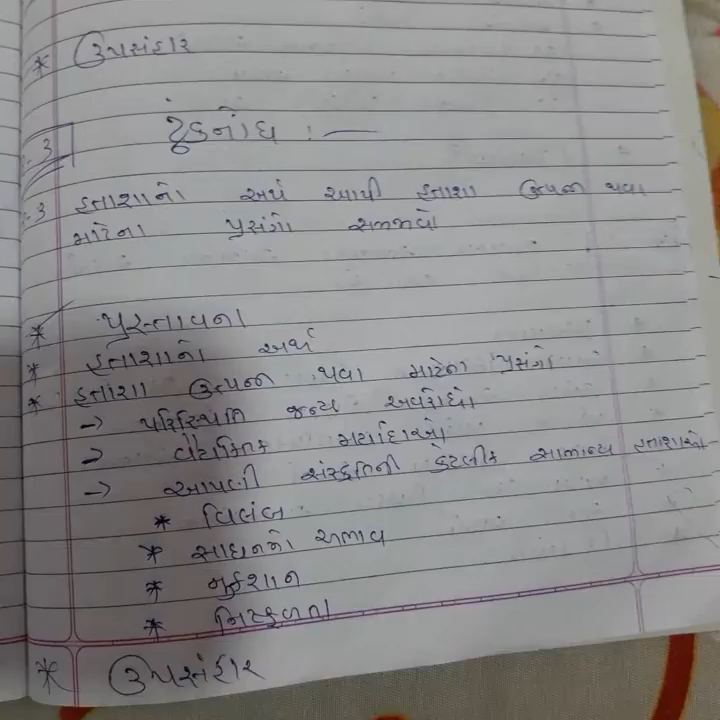 * ઉપસંહાર
:- 3 ટૂંકનોંધ :—
:- 3 હતાશાનો અર્થ આપી હતાશા ઉત્પન્ન થવા
માટેના પ્રસંગો સમજાવો
* પ્રસ્તાવના
* હતાશાનો અર્થ
* હતાશા ઉત્પન્ન થવા માટેના પ્રસંગો
→ પરિસ્થિતિ જન્ય અવરોધો
→ વૈયક્તિક મર્યાદાઓ
→ આપણી સંસ્કૃતિની કેટલીક સામાન્ય હતાશાઓ
* વિલંબ
* સાધનનો અભાવ
* નુકશાન
* નિષ્ફળતા
* ઉપસંહાર